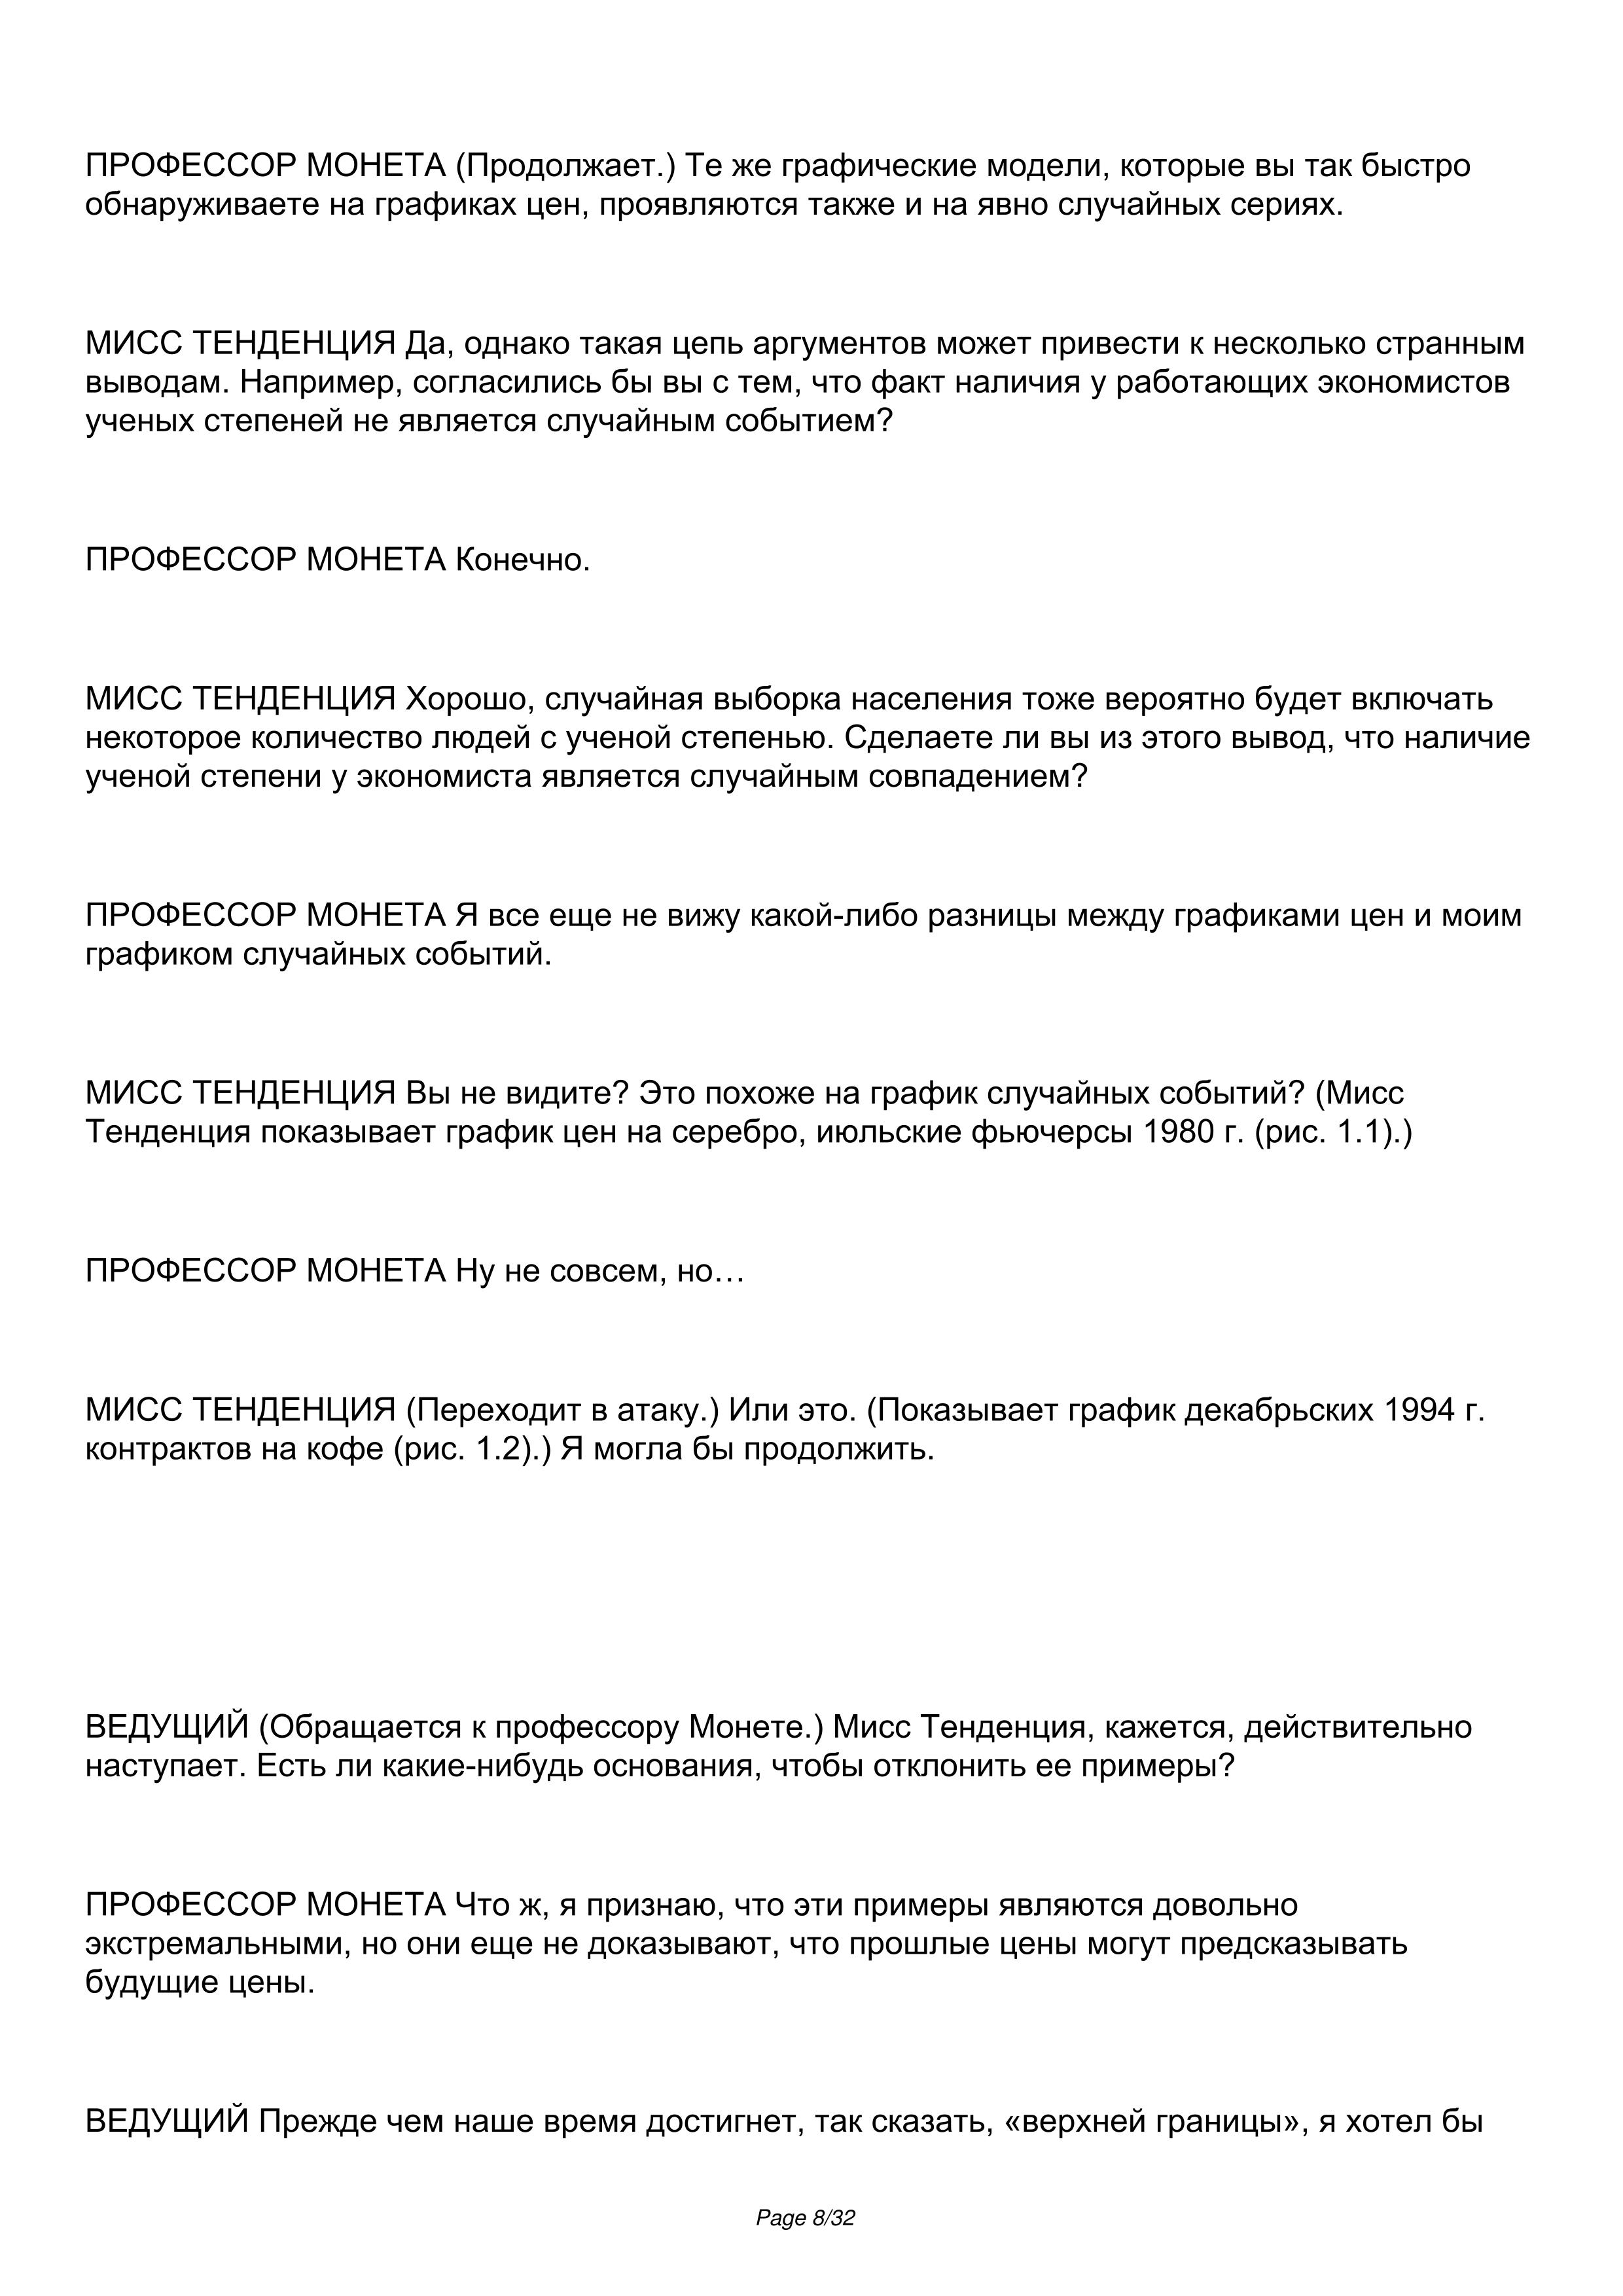 ПРОФЕССОР МОНЕТА (Продолжает.) Те же графические модели, которые вы так быстро
обнаруживаете на графиках цен, проявляются также и на явно случайных сериях.
МИСС ТЕНДЕНЦИЯ Да, однако такая цепь аргументов может привести к несколько странным
выводам. Например, согласились бы вы с тем, что факт наличия у работающих экономистов
ученых степеней не является случайным событием?
ПРОФЕССОР МОНЕТА Конечно.
МИСС ТЕНДЕНЦИЯ Хорошо, случайная выборка населения тоже вероятно будет включать
некоторое количество людей с ученой степенью. Сделаете ли вы из этого вывод, что наличие
ученой степени у экономиста является случайным совпадением?
ПРОФЕССОР МОНЕТА Я все еще не вижу какой-либо разницы между графиками цен и моим
графиком случайных событий.
МИСС ТЕНДЕНЦИЯ Вы не видите? Это похоже на график случайных событий? (Мисс
Тенденция показывает график цен на серебро, июльские фьючерсы 1980 г. (рис. 1.1).)
ПРОФЕССОР МОНЕТА Ну не совсем, но…
МИСС ТЕНДЕНЦИЯ (Переходит в атаку.) Или это. (Показывает график декабрьских 1994 г.
контрактов на кофе (рис. 1.2).) Я могла бы продолжить.
ВЕДУЩИЙ (Обращается к профессору Монете.) Мисс Тенденция, кажется, действительно
наступает. Есть ли какие-нибудь основания, чтобы отклонить ее примеры?
ПРОФЕССОР МОНЕТА Что ж, я признаю, что эти примеры являются довольно
экстремальными, но они еще не доказывают, что прошлые цены могут предсказывать
будущие цены.
ВЕДУЩИЙ Прежде чем наше время достигнет, так сказать, «верхней границы», я хотел бы
Page 8/32